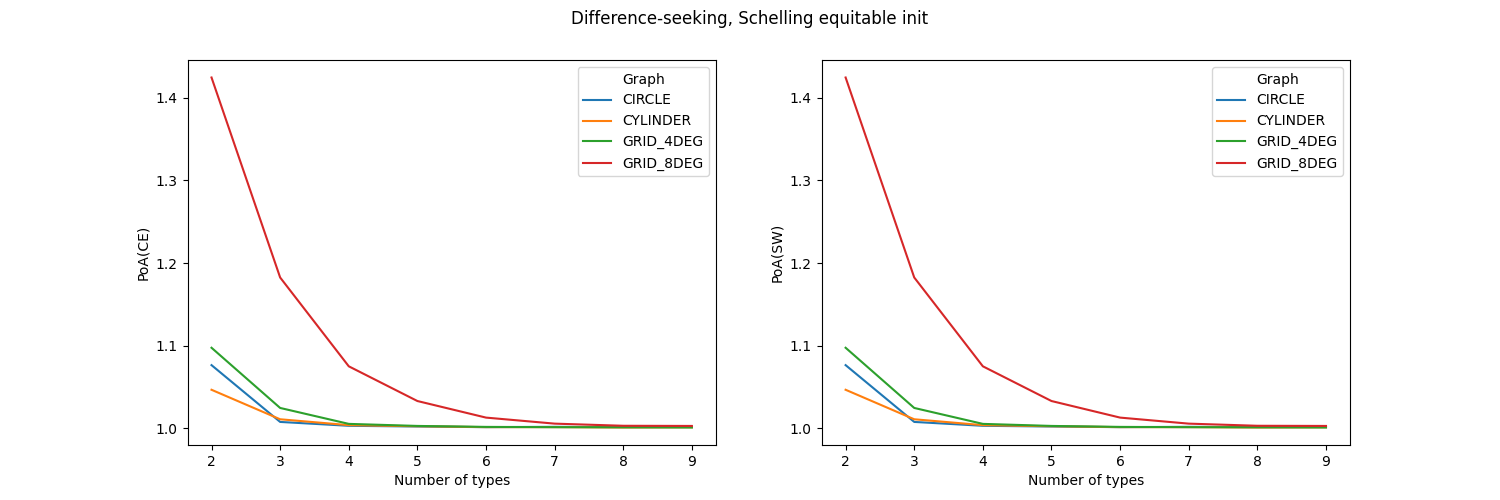 Difference-seeking, Schelling equitable init
Graph
CIRCLE
CYLINDER
GRID_4DEG
GRID_8DEG
1.4
1.3
1.2
1.1
1.0
PoA(CE)
2 3 4 5 6 7 8 9
Number of types
Graph
CIRCLE
CYLINDER
GRID_4DEG
GRID_8DEG
1.4
1.3
1.2
1.1
1.0
PoA(SW)
2 3 4 5 6 7 8 9
Number of types